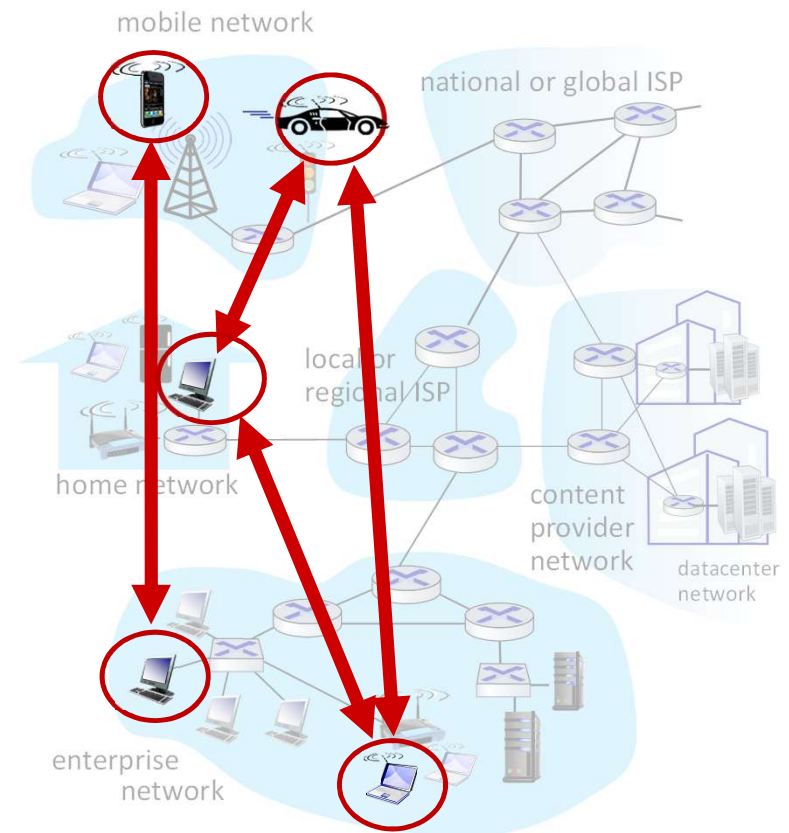 mobile network
national or global ISP
local or
regional ISP
home network
content
provider
network
datacenter
network
enterprise
network